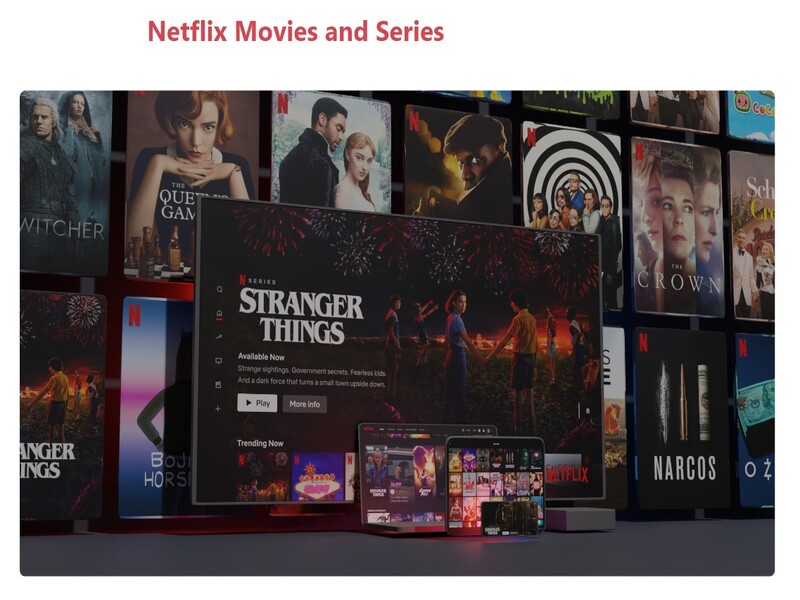 Netflix Movies and Series
WITCHER
THE
QUEEN'S
GAM
THE
CROWN
Sch
Cr
N SERIES
STRANGER
THINGS
Available Now
Strange sightings. Government secrets. Fearless kids.
And a dark force that turns a small town upside down.
Play
More info
Trending Now
ANGER
INGS
BOJ
HORS
NETFLIX
NARCOS
OZ